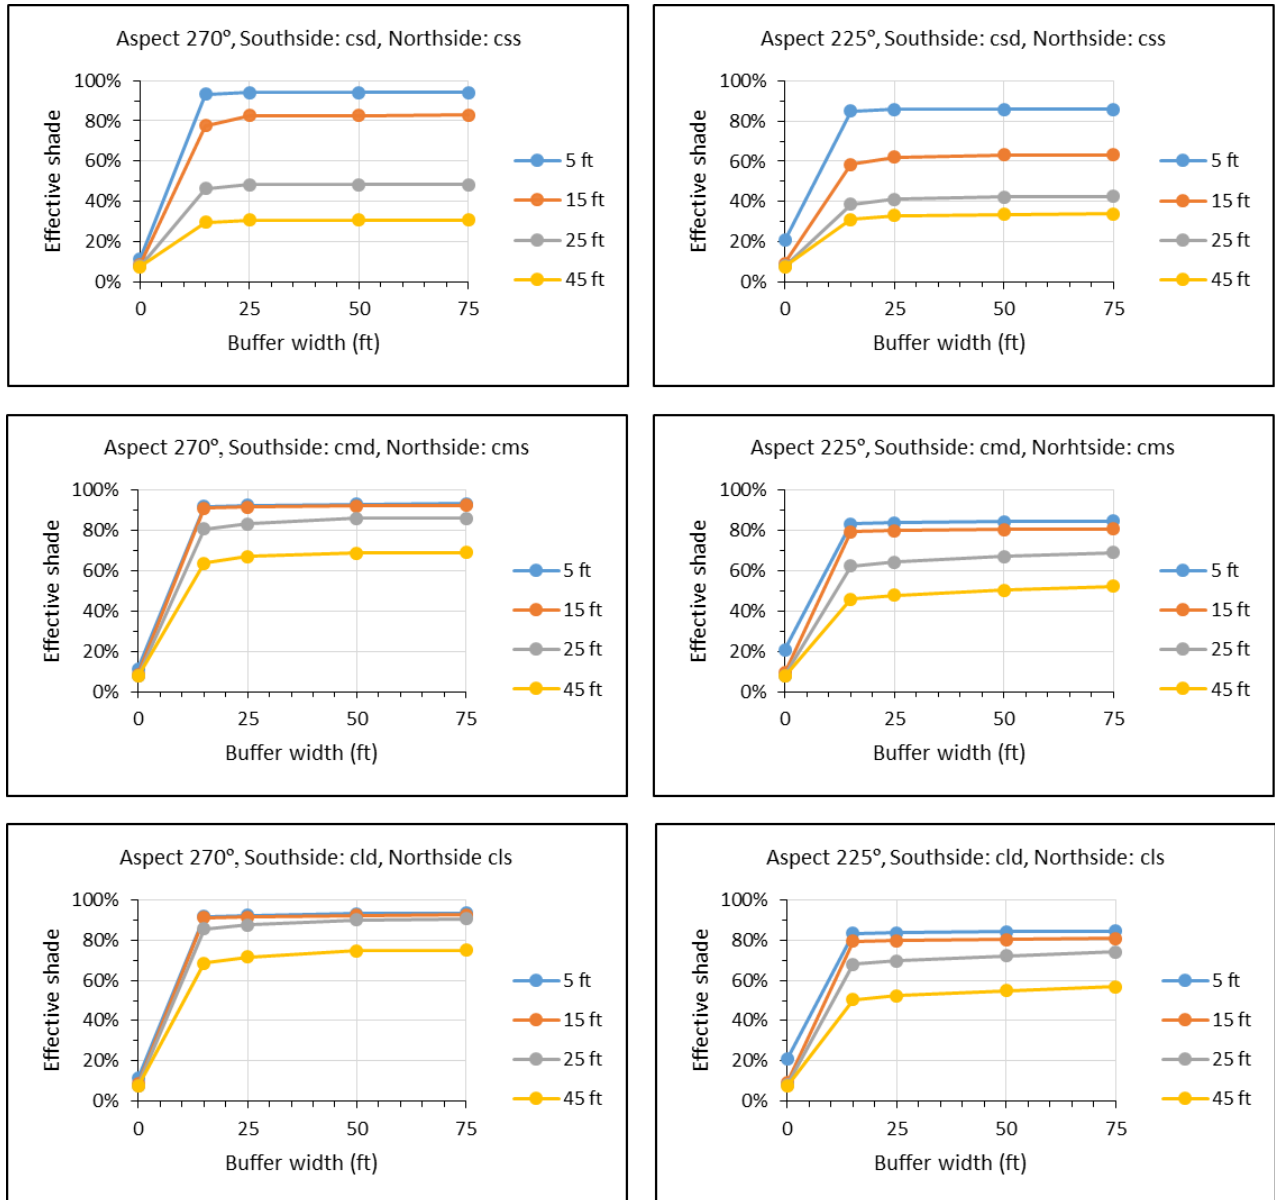 Aspect 270°, Southside: csd, Northside: css
100%
80%
60%
40%
20%
0%
Effective shade
0 25 50 75
Buffer width (ft)
5 ft
15 ft
25 ft
45 ft
Aspect 225°, Southside: csd, Northside: css
100%
80%
60%
40%
20%
0%
Effective shade
0 25 50 75
Buffer width (ft)
5 ft
15 ft
25 ft
45 ft
Aspect 270°, Southside: cmd, Northside: cms
100%
80%
60%
40%
20%
0%
Effective shade
0 25 50 75
Buffer width (ft)
5 ft
15 ft
25 ft
45 ft
Aspect 225°, Southside: cmd, Norhtside: cms
100%
80%
60%
40%
20%
0%
Effective shade
0 25 50 75
Buffer width (ft)
5 ft
15 ft
25 ft
45 ft
Aspect 270°, Southside: cld, Northside cls
100%
80%
60%
40%
20%
0%
Effective shade
0 25 50 75
Buffer width (ft)
5 ft
15 ft
25 ft
45 ft
Aspect 225°, Southside: cld, Northside: cls
100%
80%
60%
40%
20%
0%
Effective shade
0 25 50 75
Buffer width (ft)
5 ft
15 ft
25 ft
45 ft